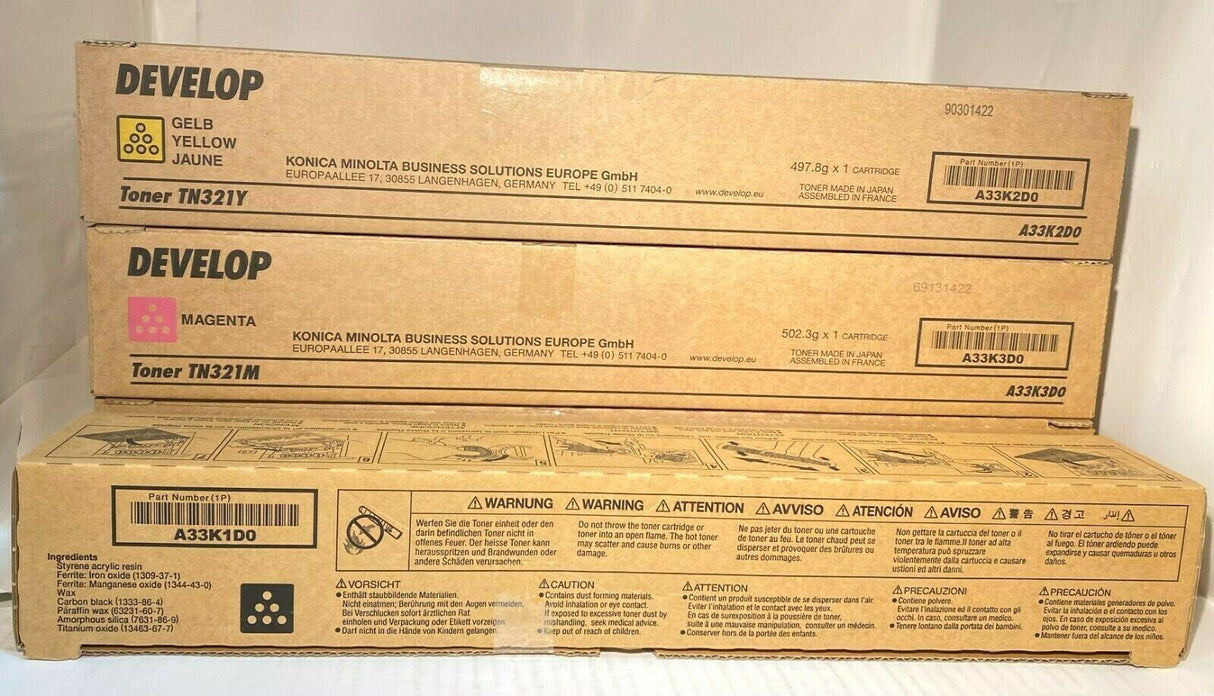 DEVELOP
90301422
GELB
YELLOW
JAUNE
KONICA MINOLTA BUSINESS SOLUTIONS EUROPE GmbH
EUROPAALLEE 17, 30855 LANGENHAGEN, GERMANY TEL +49 (0) 511 7404-0
www.develop.eu
497.8g x 1 CARTRIDGE
TONER MADE IN JAPAN
ASSEMBLED IN FRANCE
Part Number (1P)
A33K2D0
Toner TN321Y
A33K2D0
DEVELOP
69131422
MAGENTA
KONICA MINOLTA BUSINESS SOLUTIONS EUROPE GmbH
EUROPAALLEE 17, 30855 LANGENHAGEN, GERMANY TEL +49 (0) 511 7404-0
www.develop.eu
502.3g x 1 CARTRIDGE
TONER MADE IN JAPAN
ASSEMBLED IN FRANCE
Part Number (1P)
A33K3D0
Toner TN321M
A33K3D0
Part Number (1P)
A33K1D0
Ingredients
Styrene acrylic resin
Ferrite: Iron oxide (1309-37-1)
Ferrite: Manganese oxide (1344-43-0)
Wax
Carbon black (1333-86-4)
Paraffin wax (63231-60-7)
Amorphous silica (7631-86-9)
Titanium oxide (13463-67-7)
WARNUNG WARNING ATTENTION AVVISO ATENCIÓN AVISO 警告 경고 إنذار
Werfen Sie die Toner einheit oder den
darin befindlichen Toner nicht in
offenes Feuer. Der heisse Toner kann
herausspritzen und Brandwunden oder
andere Schäden verursachen.
Do not throw the toner cartridge or
toner into an open flame. The hot toner
may scatter and cause burns or other
damage.
Ne pas jeter du toner ou une cartouche
de toner au feu. Le toner chaud peut se
disperser et provoquer des brûlures ou
autres dommages.
Non gettare la cartuccia del toner o il
toner tra le fiamme.Il toner ad alta
temperatura può spruzzare
violentemente dalla cartuccia e causare
ustioni ed altri danni.
No tirar el cartucho de tóner o el tóner
al fuego. El tóner ardiendo puede
expandirse y causar quemaduras u otros
daños.
VORSICHT
● Enthält staubbildende Materialien.
Nicht einatmen; Berührung mit den Augen vermeiden.
Bei Verschlucken sofort ärztlichen Rat
einholen und Verpackung oder Etikett vorzeigen.
● Darf nicht in die Hände von Kindern gelangen.
CAUTION
● Contains dust forming materials.
Avoid inhalation or eye contact.
If exposed to excessive toner dust by
mishandling, seek medical advice.
● Keep out of reach of children.
ATTENTION
● Contient un produit susceptible de se disperser dans l'air.
Eviter l'inhalation et le contact avec les yeux.
En cas de surexposition à la poussière de toner,
suite à une mauvaise manipulation, consulter un médecin.
● Conserver hors de la portée des enfants.
PRECAUZIONI
● Contiene polvere.
Evitare l'inalazione ed il contatto con gli
occhi. In caso, consultare un medico.
● Tenere lontano dalla portata dei bambini.
PRECAUCIÓN
● Contiene materiales generadores de polvo.
Evitar la inhalación o el contacto con los
ojos. En caso de exposición excesiva al
polvo de toner, consulte a su medico.
● Mantener fuera del alcance de los niños.